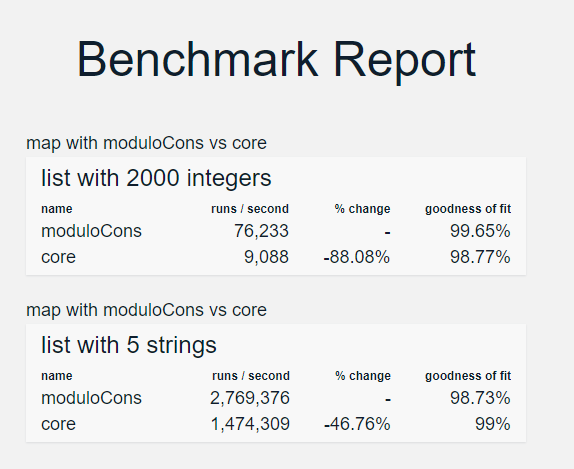 Benchmark Report
map with moduloCons vs core
list with 2000 integers
name runs / second % change goodness of fit
moduloCons 76,233 - 99.65%
core 9,088 -88.08% 98.77%
map with moduloCons vs core
list with 5 strings
name runs / second % change goodness of fit
moduloCons 2,769,376 - 98.73%
core 1,474,309 -46.76% 99%